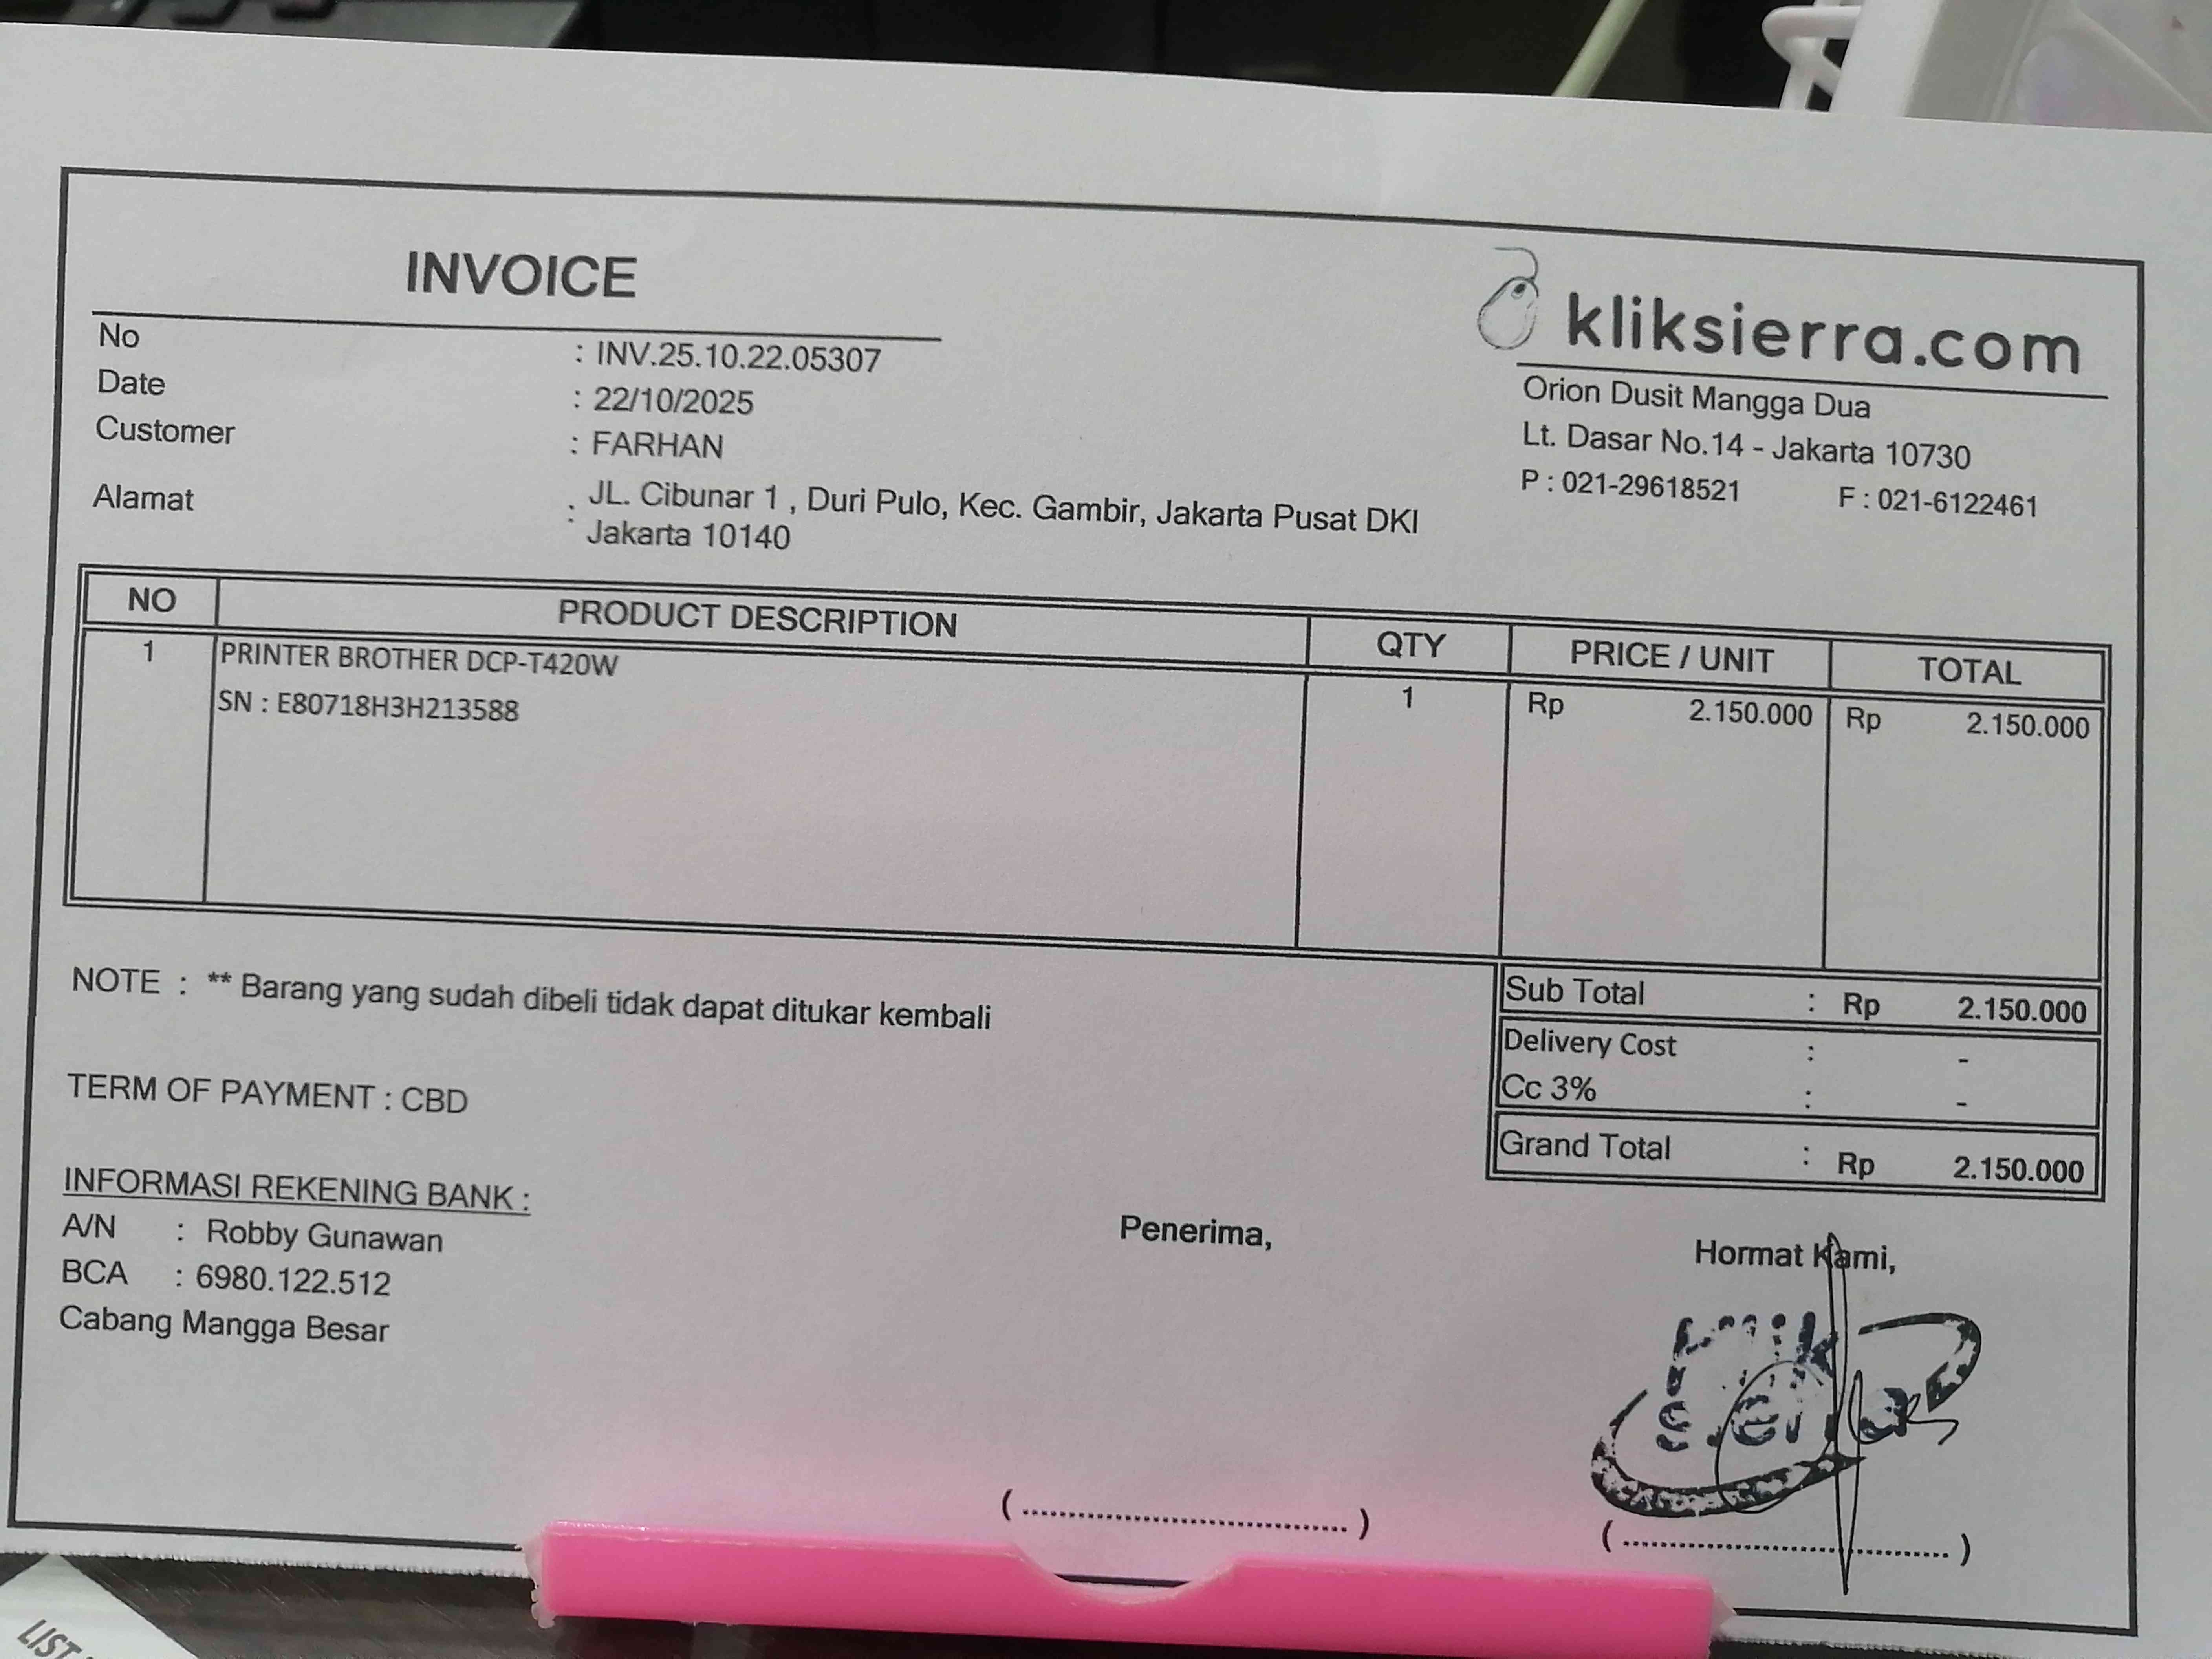 INVOICE
No : INV.25.10.22.05307
Date : 22/10/2025
Customer : FARHAN
Alamat : JL. Cibunar 1 , Duri Pulo, Kec. Gambir, Jakarta Pusat DKI
Jakarta 10140
kliksierra.com
Orion Dusit Mangga Dua
Lt. Dasar No.14 - Jakarta 10730
P : 021-29618521 F : 021-6122461
NO PRODUCT DESCRIPTION QTY PRICE / UNIT TOTAL
1 PRINTER BROTHER DCP-T420W 1 Rp 2.150.000 Rp 2.150.000
SN : E80718H3H213588
NOTE : ** Barang yang sudah dibeli tidak dapat ditukar kembali
Sub Total : Rp 2.150.000
Delivery Cost : -
Cc 3% : -
Grand Total : Rp 2.150.000
TERM OF PAYMENT : CBD
INFORMASI REKENING BANK :
A/N : Robby Gunawan
BCA : 6980.122.512
Cabang Mangga Besar
Penerima,
Hormat Kami,
klik
sierra
(....................................)
(....................................)
LIST